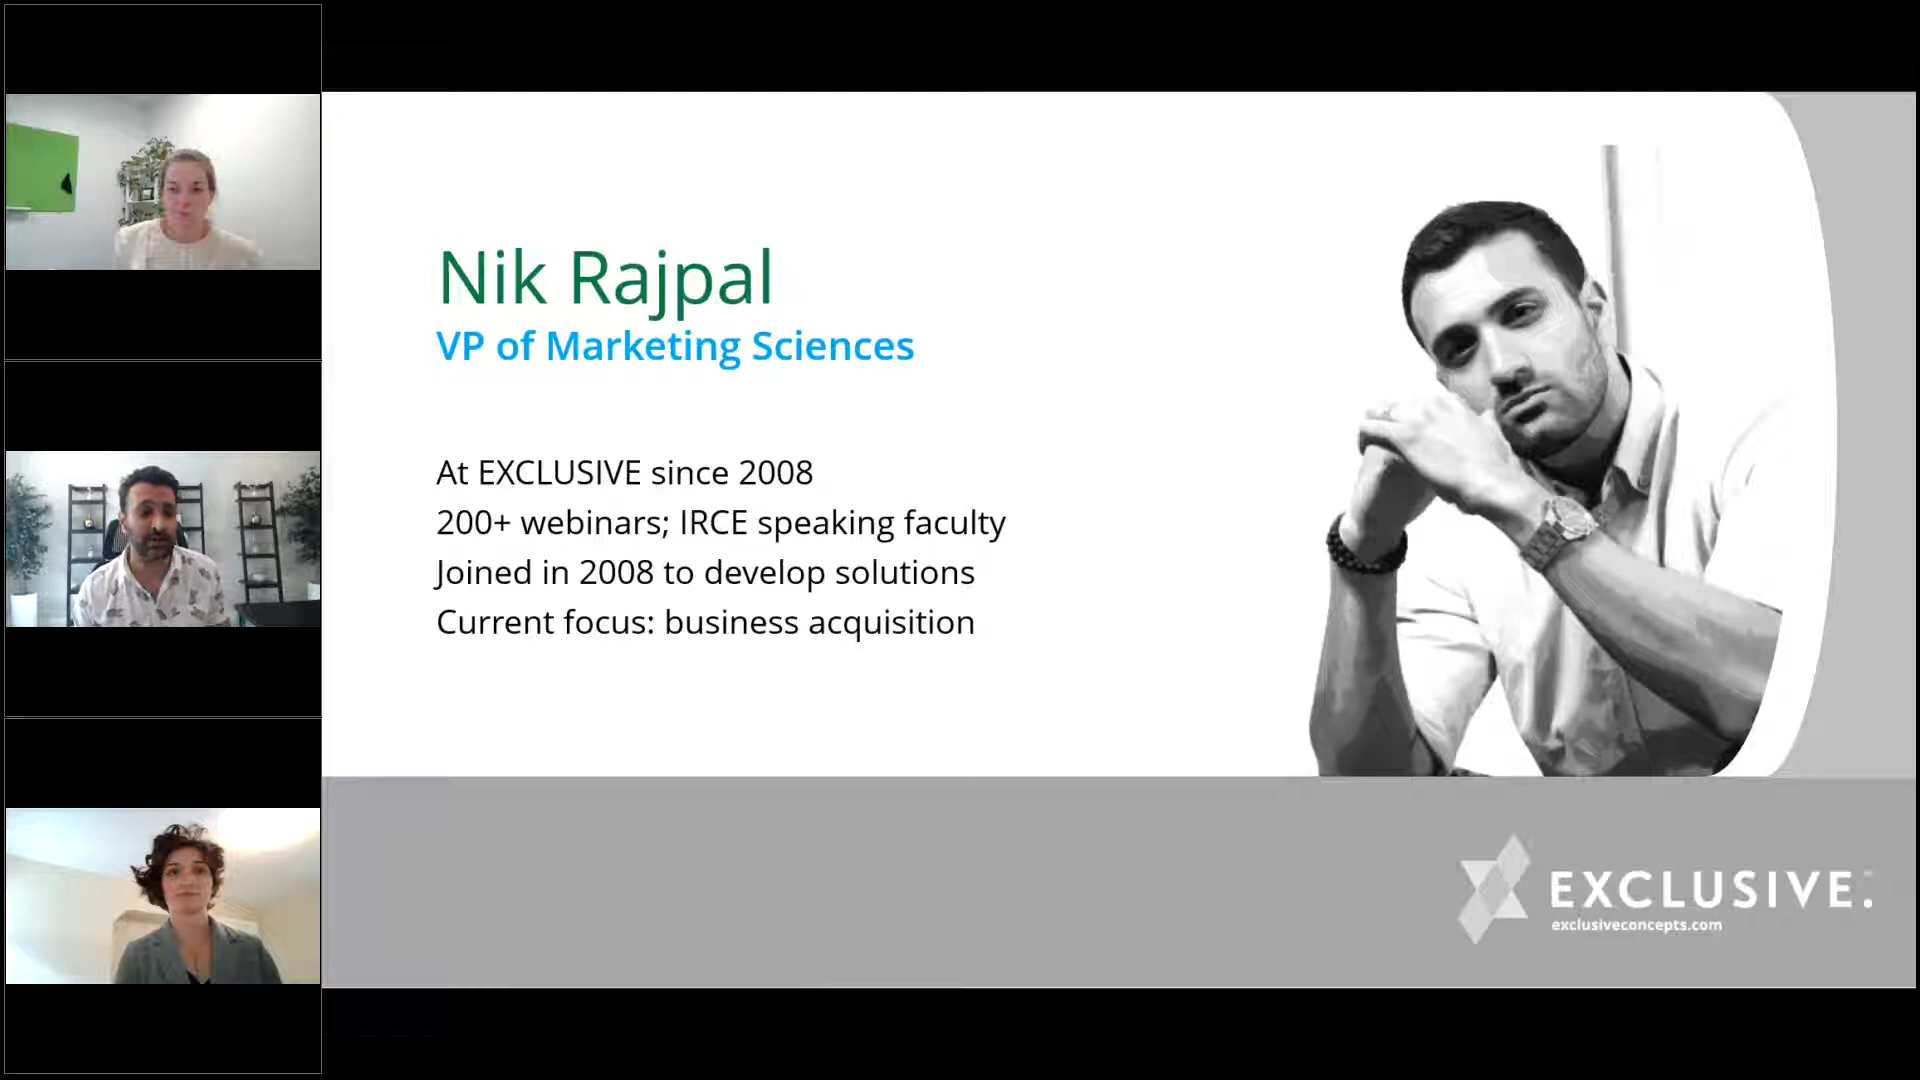 Nik Rajpal
VP of Marketing Sciences
At EXCLUSIVE since 2008
200+ webinars; IRCE speaking faculty
Joined in 2008 to develop solutions
Current focus: business acquisition
EXCLUSIVE.
exclusiveconcepts.com